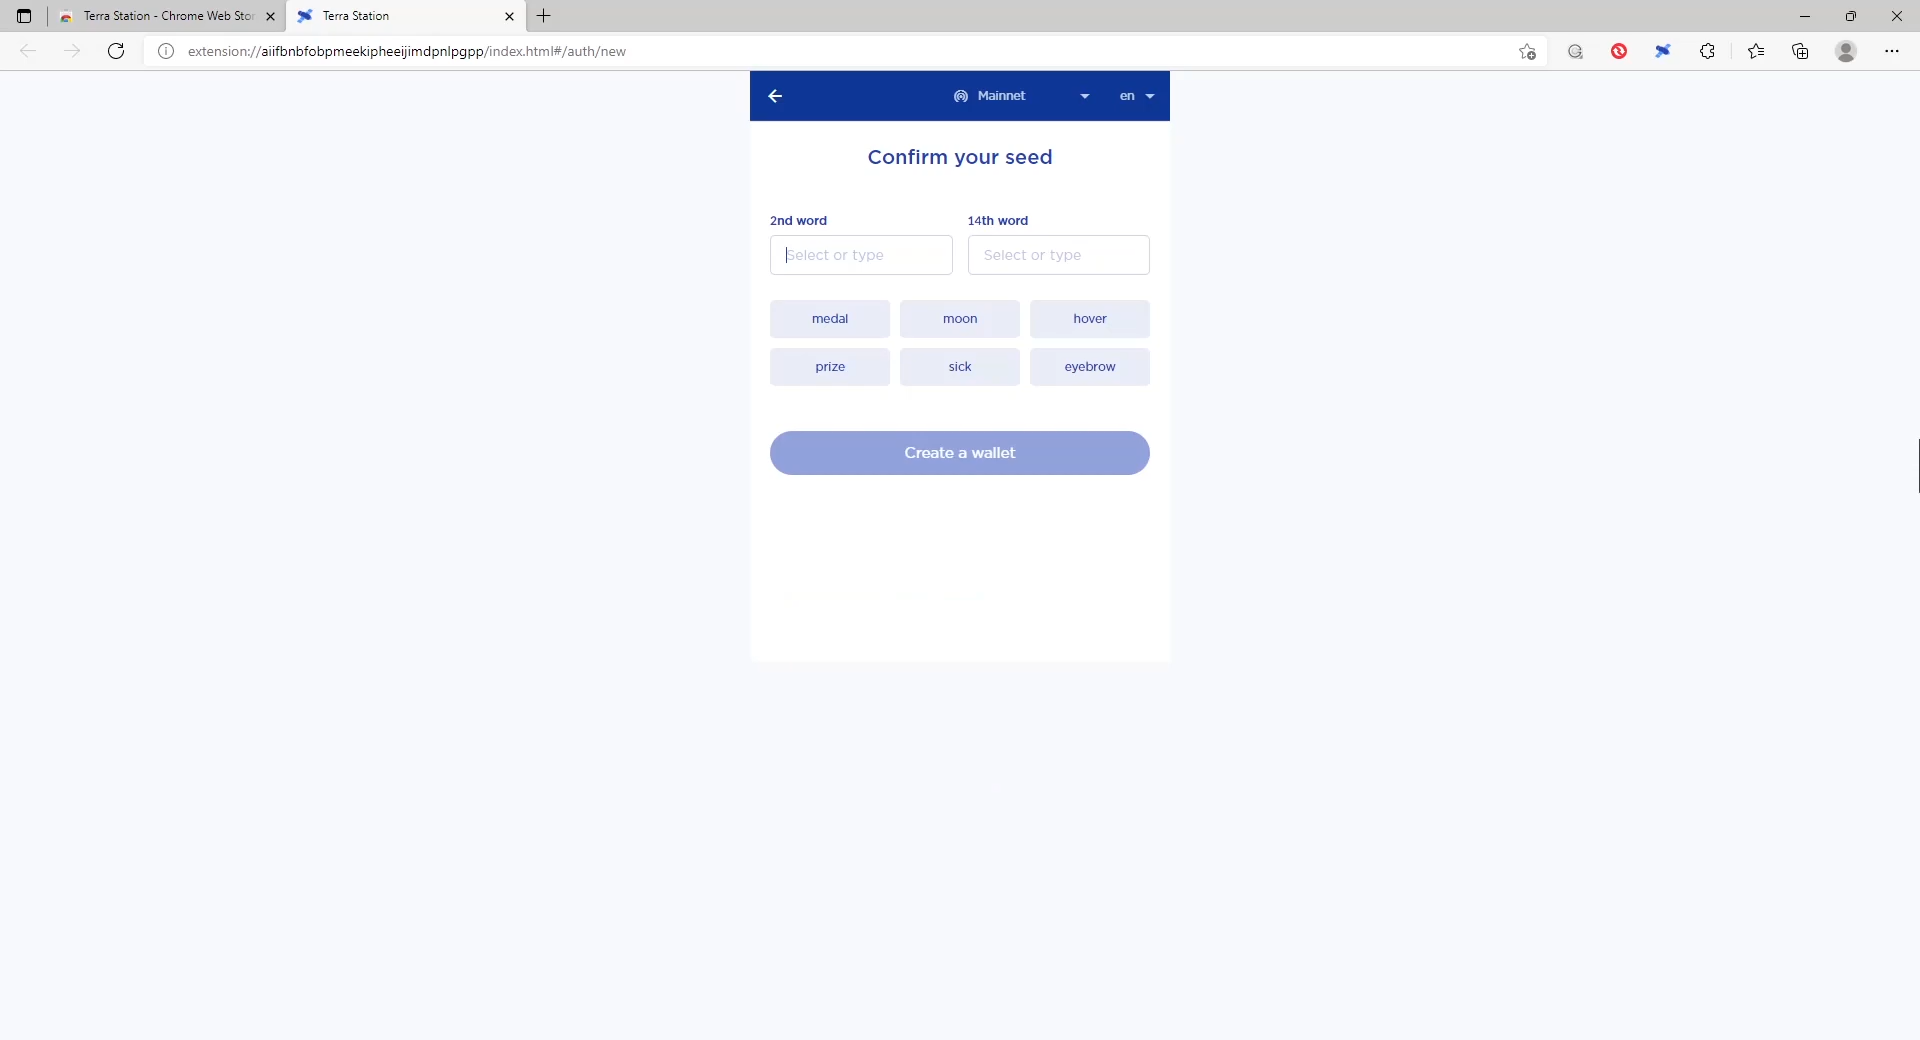 Terra Station - Chrome Web Stor
Terra Station
extension://aiifbnbfobpmeekipheeijimdpnlpgpp/index.html#/auth/new
Mainnet
en
Confirm your seed
2nd word
14th word
Select or type
Select or type
medal
moon
hover
prize
sick
eyebrow
Create a wallet